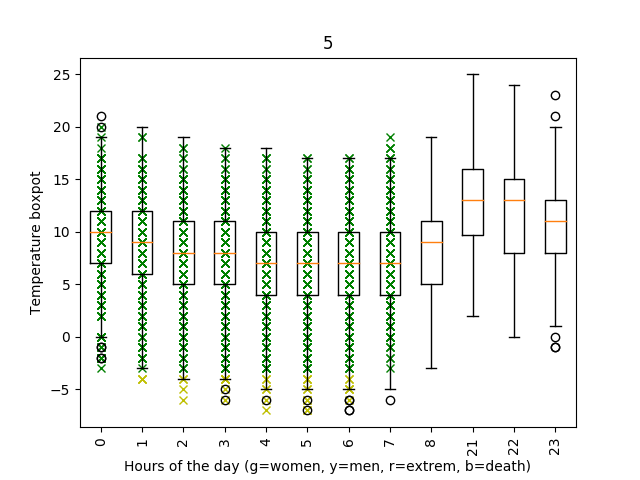 5
25
20
15
10
5
0
−5
Temperature boxpot
0 1 2 3 4 5 6 7 8 21 22 23
Hours of the day (g=women, y=men, r=extrem, b=death)